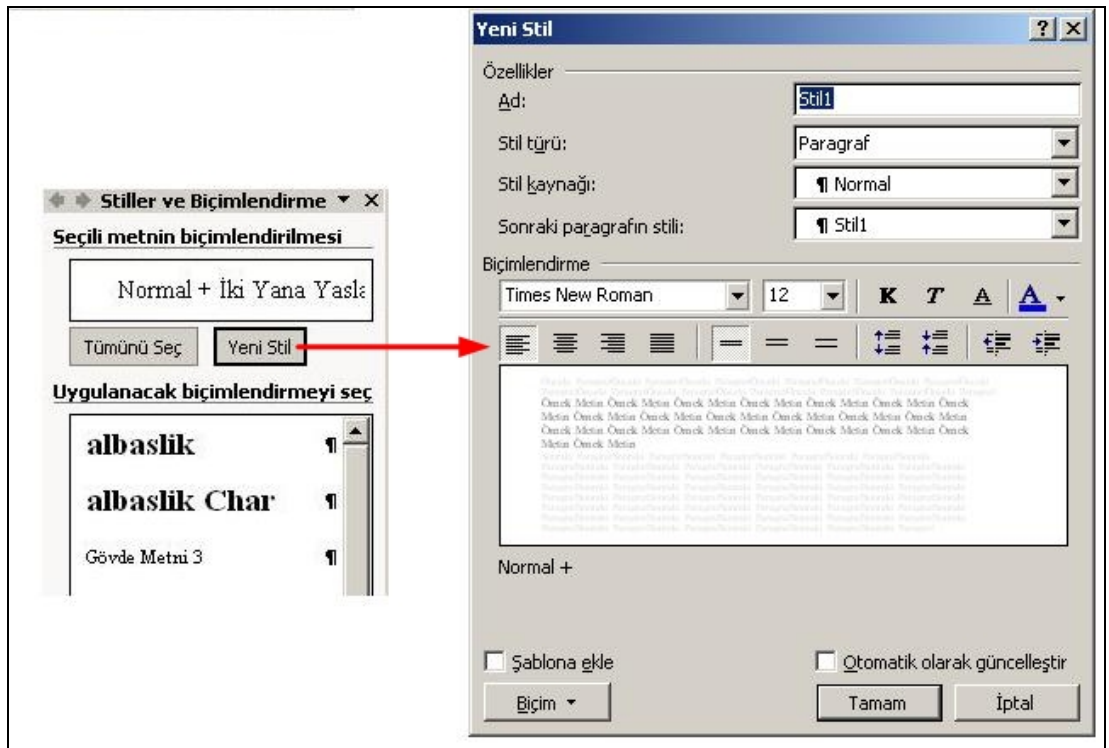 Stiller ve Biçimlendirme
Seçili metnin biçimlendirilmesi
Normal + İki Yana Yasla
Tümünü Seç
Yeni Stil
Uygulanacak biçimlendirmeyi seç
albaslik ¶
albaslik Char ¶
Gövde Metni 3 ¶
Yeni Stil
Özellikler
Ad: Stil1
Stil türü: Paragraf
Stil kaynağı: ¶ Normal
Sonraki paragrafın stili: ¶ Stil1
Biçimlendirme
Times New Roman 12 K T A A
Örnek Metin Örnek Metin Örnek Metin Örnek Metin Örnek Metin Örnek Metin Örnek
Metin Örnek Metin Örnek Metin Örnek Metin Örnek Metin Örnek Metin Örnek Metin
Örnek Metin Örnek Metin Örnek Metin Örnek Metin Örnek Metin Örnek Metin Örnek
Metin Örnek Metin
Normal +
Şablona ekle
Otomatik olarak güncelleştir
Biçim
Tamam
İptal